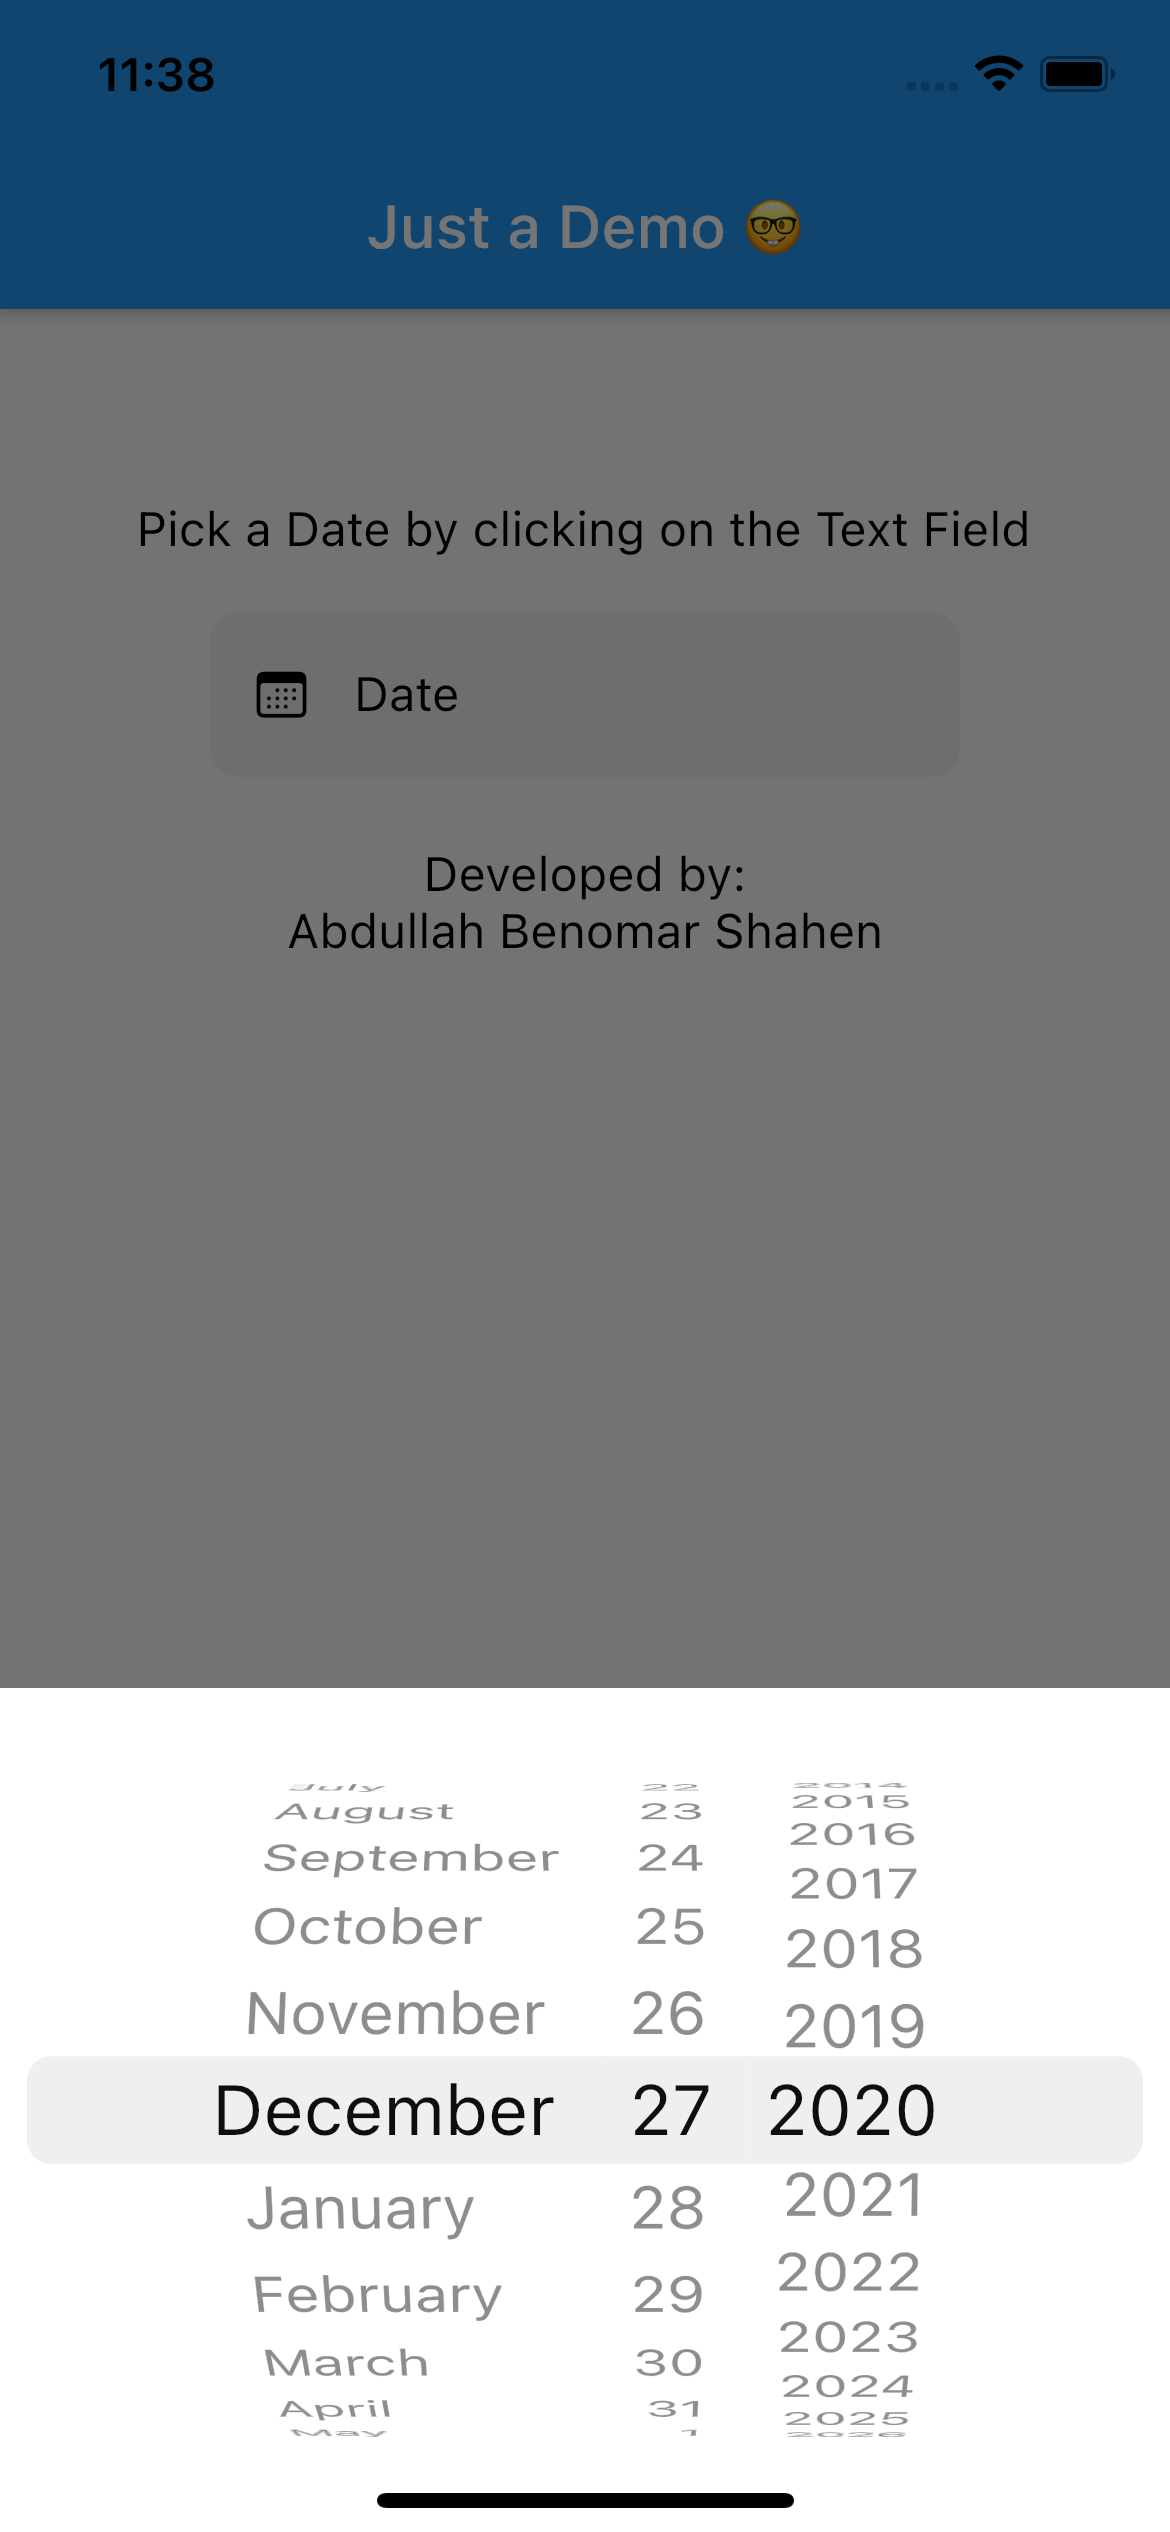 11:38
Just a Demo 🤓
Pick a Date by clicking on the Text Field
Date
Developed by:
Abdullah Benomar Shahen
July 22 2014
August 23 2015
September 24 2016
October 25 2017
November 26 2018
2019
December 27 2020
January 28 2021
February 29 2022
March 30 2023
April 31 2024
May 1 2025
2026